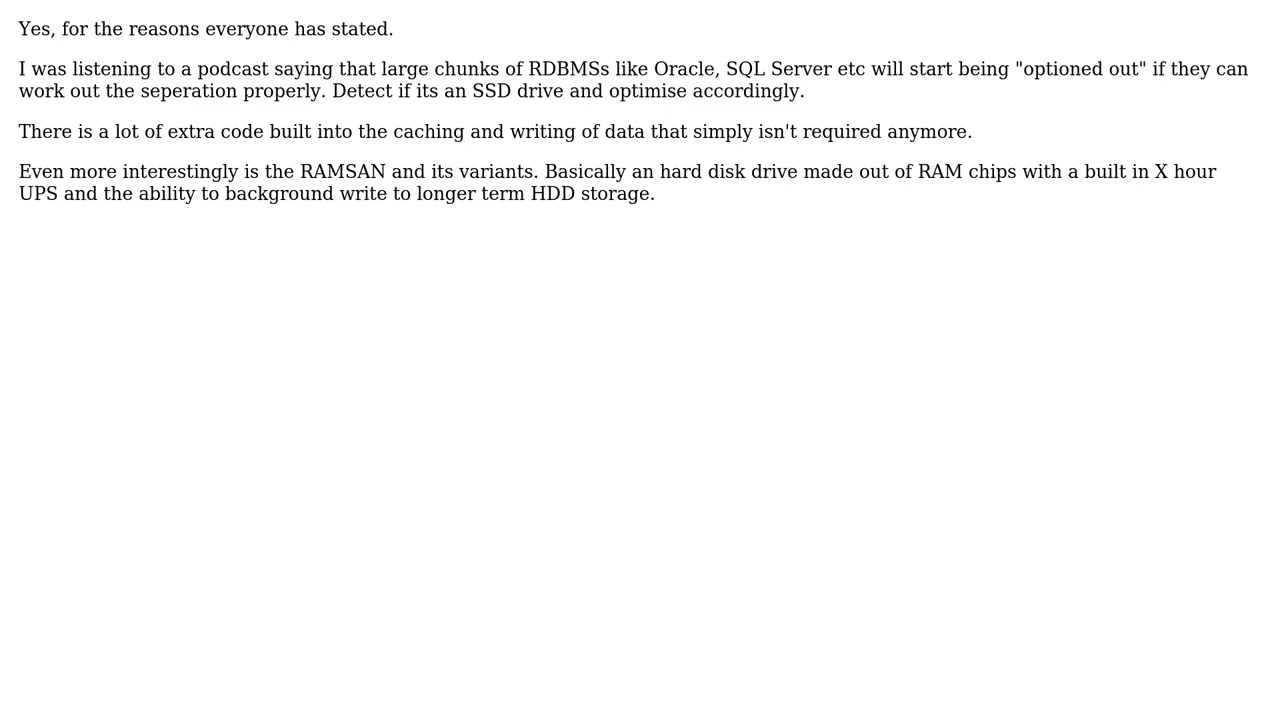 Yes, for the reasons everyone has stated.
I was listening to a podcast saying that large chunks of RDBMSs like Oracle, SQL Server etc will start being "optioned out" if they can
work out the seperation properly. Detect if its an SSD drive and optimise accordingly.
There is a lot of extra code built into the caching and writing of data that simply isn't required anymore.
Even more interestingly is the RAMSAN and its variants. Basically an hard disk drive made out of RAM chips with a built in X hour
UPS and the ability to background write to longer term HDD storage.